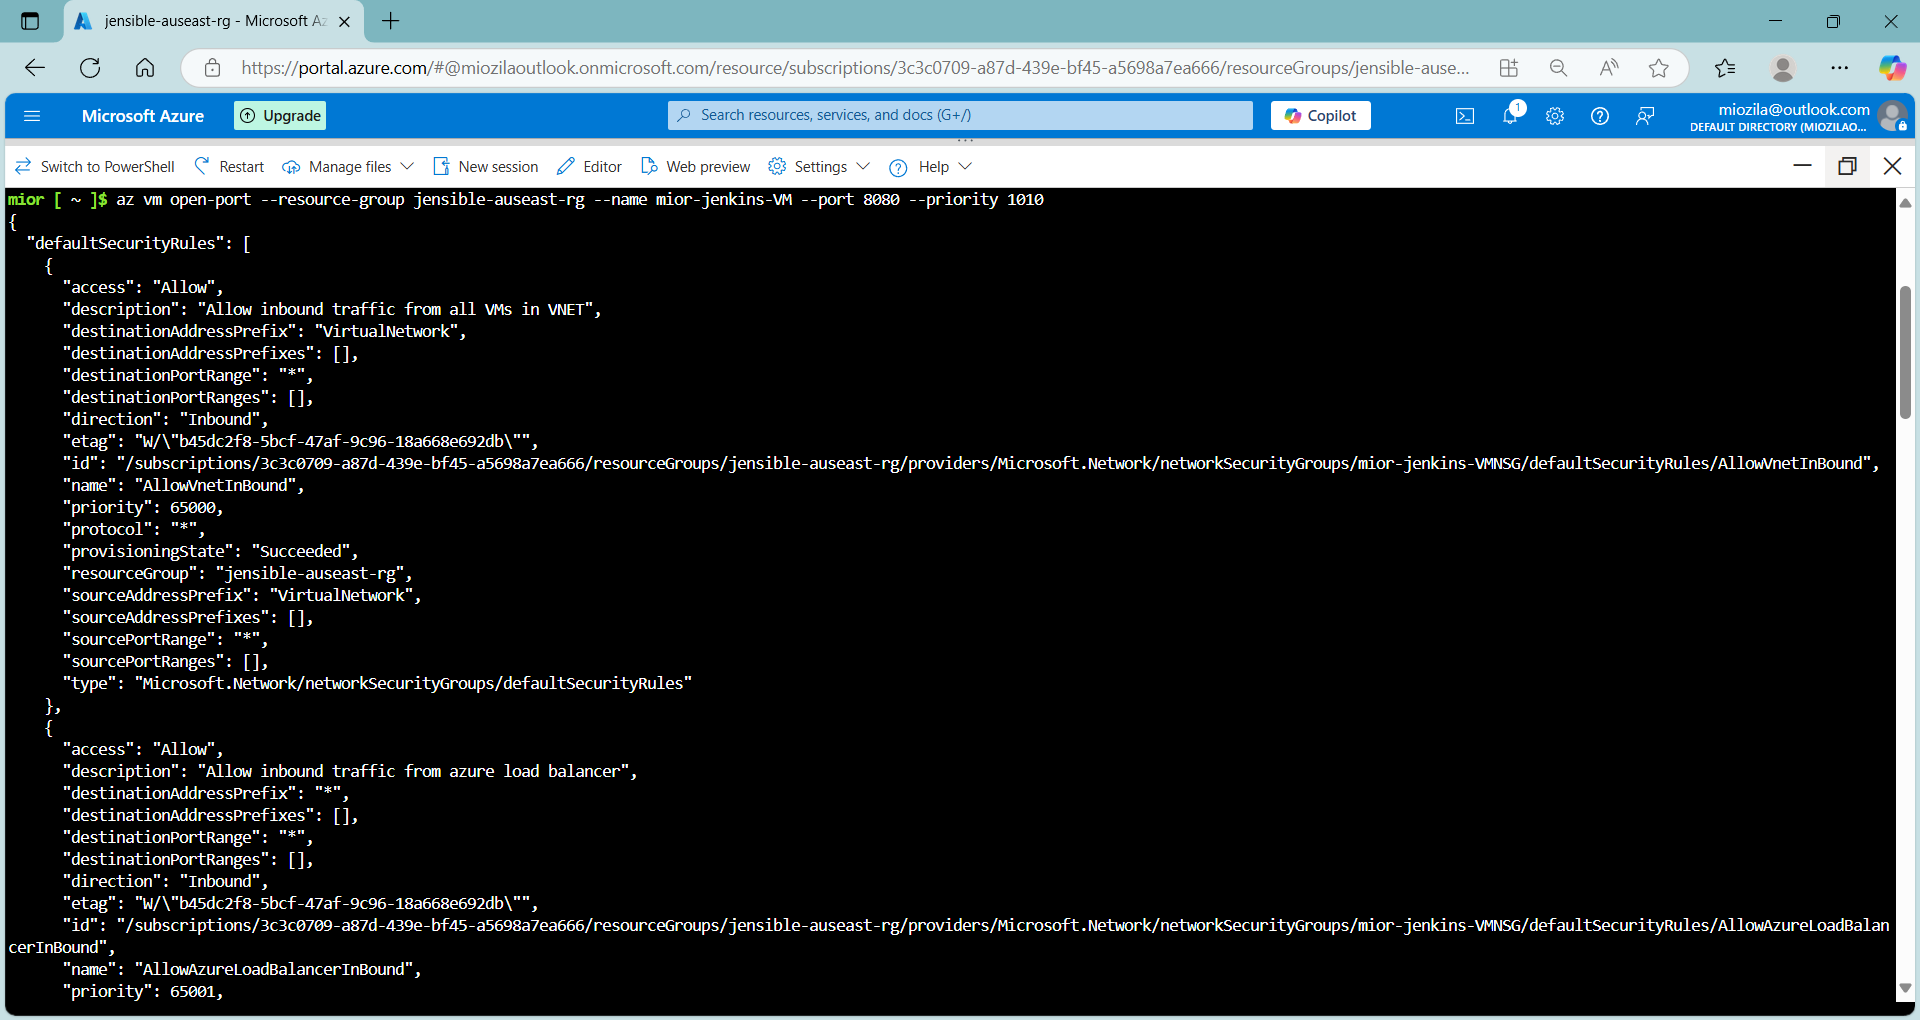 jensible-auseast-rg - Microsoft Az
https://portal.azure.com/#@miozilaoutlook.onmicrosoft.com/resource/subscriptions/3c3c0709-a87d-439e-bf45-a5698a7ea666/resourceGroups/jensible-ause...
Microsoft Azure
Upgrade
Search resources, services, and docs (G+/)
Copilot
1
miozila@outlook.com
DEFAULT DIRECTORY (MIOZILAO...
Switch to PowerShell
Restart
Manage files
New session
Editor
Web preview
Settings
Help
mior [ ~ ]$ az vm open-port --resource-group jensible-auseast-rg --name mior-jenkins-VM --port 8080 --priority 1010
{
  "defaultSecurityRules": [
    {
      "access": "Allow",
      "description": "Allow inbound traffic from all VMs in VNET",
      "destinationAddressPrefix": "VirtualNetwork",
      "destinationAddressPrefixes": [],
      "destinationPortRange": "*",
      "destinationPortRanges": [],
      "direction": "Inbound",
      "etag": "W/\"b45dc2f8-5bcf-47af-9c96-18a668e692db\"",
      "id": "/subscriptions/3c3c0709-a87d-439e-bf45-a5698a7ea666/resourceGroups/jensible-auseast-rg/providers/Microsoft.Network/networkSecurityGroups/mior-jenkins-VMNSG/defaultSecurityRules/AllowVnetInBound",
      "name": "AllowVnetInBound",
      "priority": 65000,
      "protocol": "*",
      "provisioningState": "Succeeded",
      "resourceGroup": "jensible-auseast-rg",
      "sourceAddressPrefix": "VirtualNetwork",
      "sourceAddressPrefixes": [],
      "sourcePortRange": "*",
      "sourcePortRanges": [],
      "type": "Microsoft.Network/networkSecurityGroups/defaultSecurityRules"
    },
    {
      "access": "Allow",
      "description": "Allow inbound traffic from azure load balancer",
      "destinationAddressPrefix": "*",
      "destinationAddressPrefixes": [],
      "destinationPortRange": "*",
      "destinationPortRanges": [],
      "direction": "Inbound",
      "etag": "W/\"b45dc2f8-5bcf-47af-9c96-18a668e692db\"",
      "id": "/subscriptions/3c3c0709-a87d-439e-bf45-a5698a7ea666/resourceGroups/jensible-auseast-rg/providers/Microsoft.Network/networkSecurityGroups/mior-jenkins-VMNSG/defaultSecurityRules/AllowAzureLoadBalan
cerInBound",
      "name": "AllowAzureLoadBalancerInBound",
      "priority": 65001,